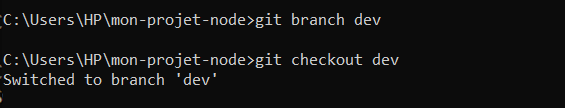 C:\Users\HP\mon-projet-node>git branch dev
C:\Users\HP\mon-projet-node>git checkout dev
Switched to branch 'dev'